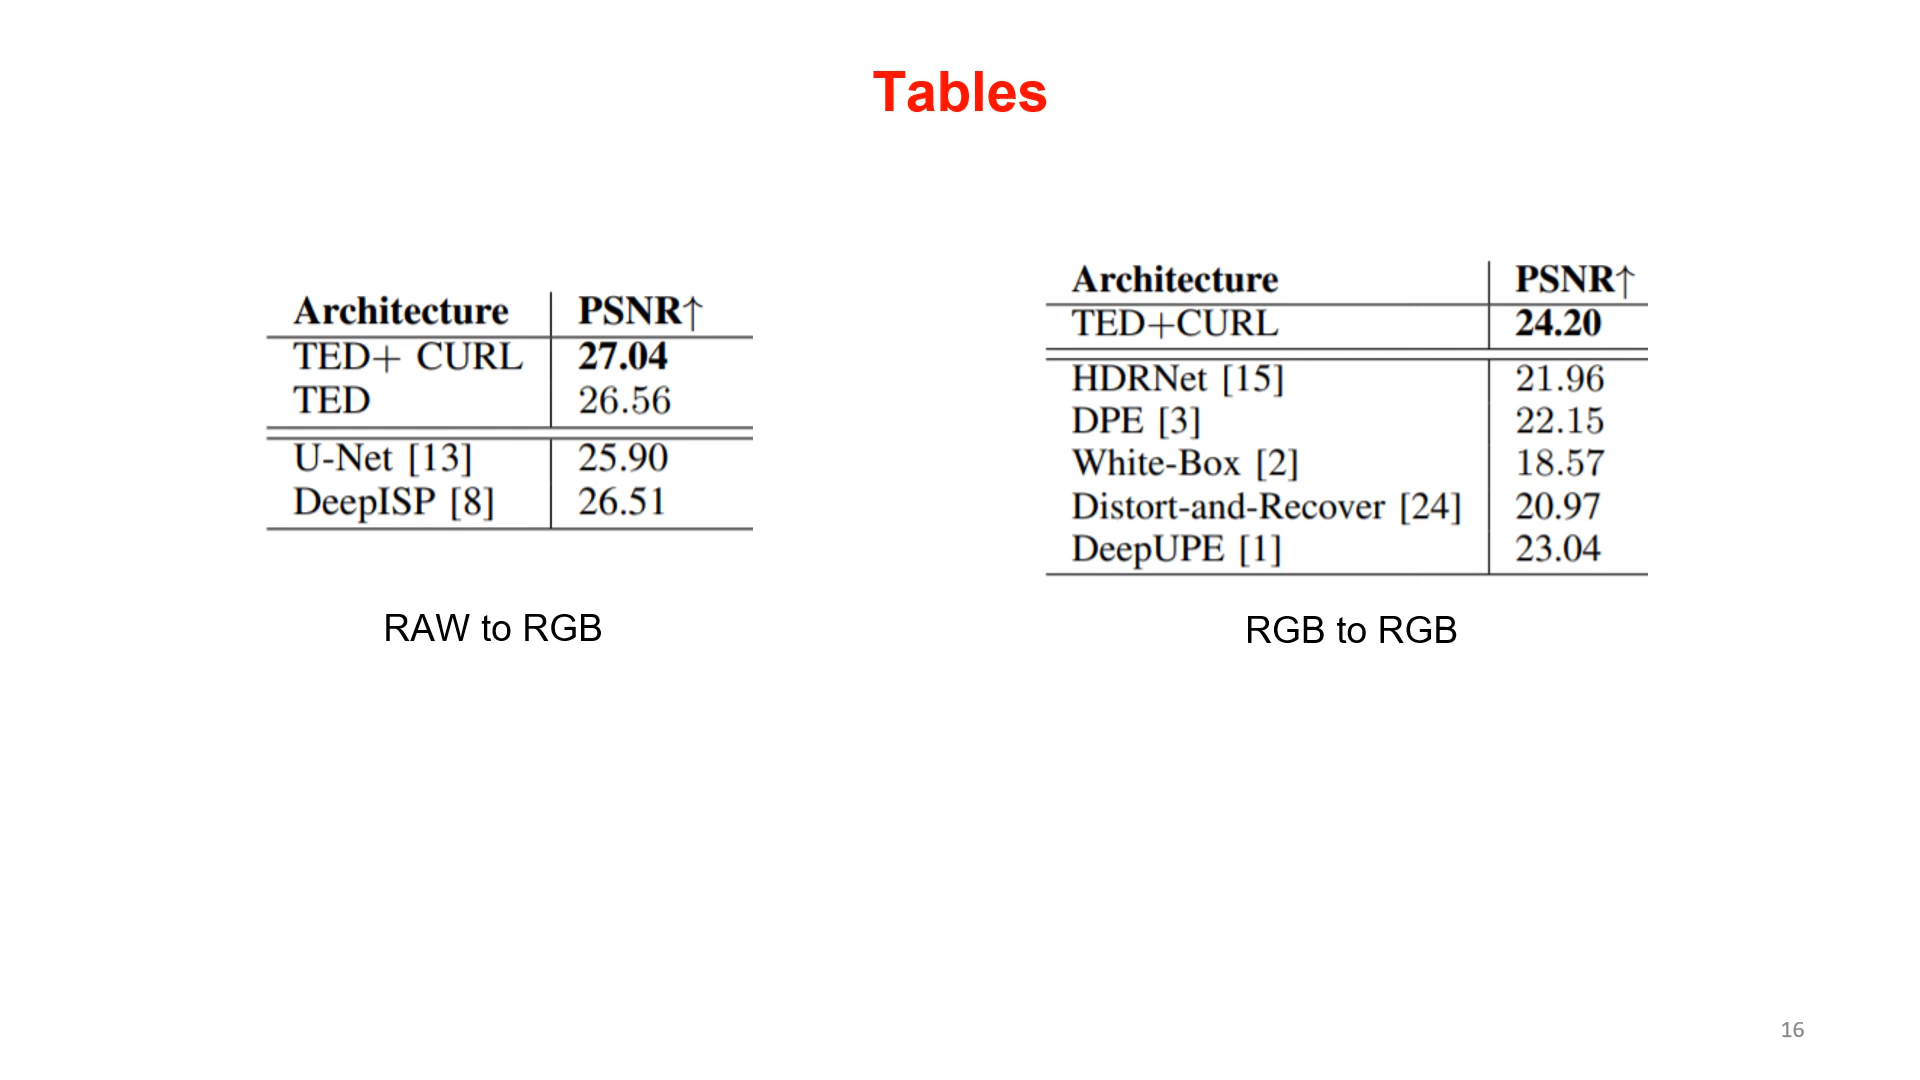 Tables
Architecture PSNR↑
TED+ CURL 27.04
TED 26.56
U-Net [13] 25.90
DeepISP [8] 26.51
RAW to RGB
Architecture PSNR↑
TED+CURL 24.20
HDRNet [15] 21.96
DPE [3] 22.15
White-Box [2] 18.57
Distort-and-Recover [24] 20.97
DeepUPE [1] 23.04
RGB to RGB
16